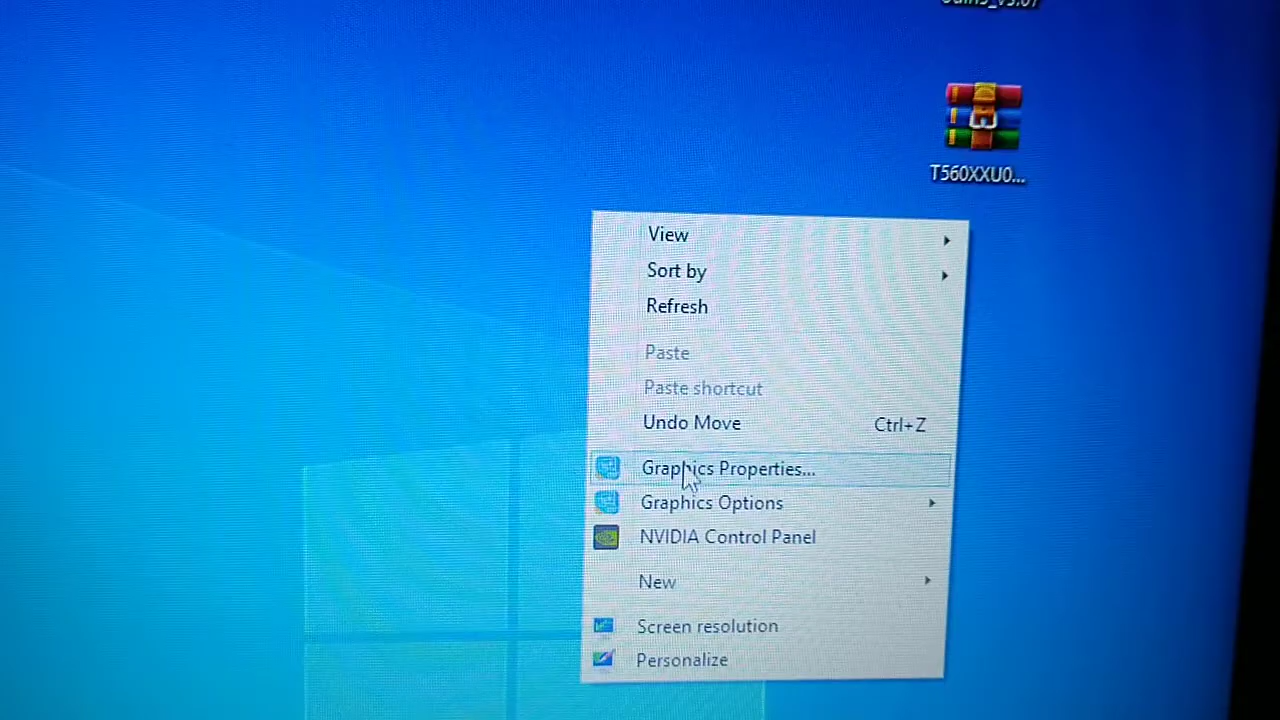 T560XXU0...
View
Sort by
Refresh
Paste
Paste shortcut
Undo Move Ctrl+Z
Graphics Properties...
Graphics Options
NVIDIA Control Panel
New
Screen resolution
Personalize